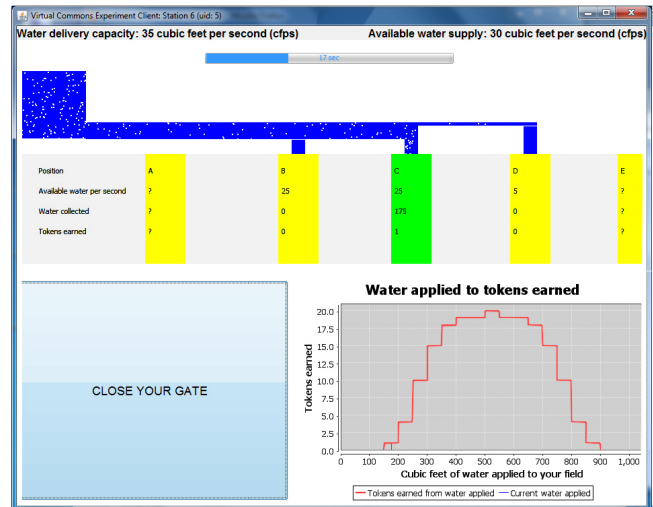 Virtual Commons Experiment Client: Station 6 (uid: 5)
Water delivery capacity: 35 cubic feet per second (cfps) Available water supply: 30 cubic feet per second (cfps)
17 sec
Position A B C D E
Available water per second ? 25 25 5 ?
Water collected ? 0 175 0 ?
Tokens earned ? 0 1 0 ?
CLOSE YOUR GATE
Water applied to tokens earned
Tokens earned
20.0
17.5
15.0
12.5
10.0
7.5
5.0
2.5
0.0
0 100 200 300 400 500 600 700 800 900 1,000
Cubic feet of water applied to your field
Tokens earned from water applied Current water applied